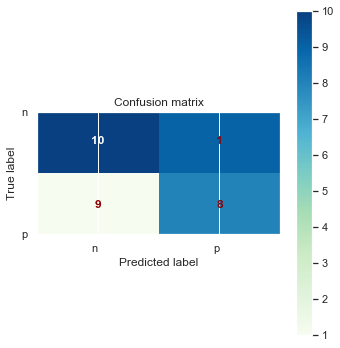 Confusion matrix
n
p
True label
10
1
9
8
n
p
Predicted label
10
9
8
7
6
5
4
3
2
1